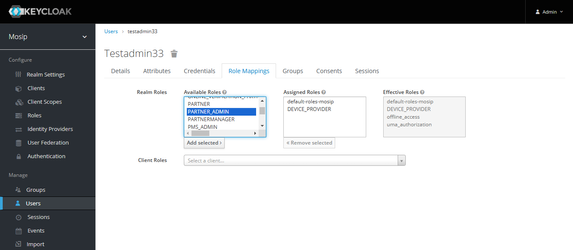 KEYCLOAK
Admin
Mosip
Users
testadmin33
Testadmin33
Configure
Realm Settings
Clients
Client Scopes
Roles
Identity Providers
User Federation
Authentication
Manage
Groups
Users
Sessions
Events
Import
Details
Attributes
Credentials
Role Mappings
Groups
Consents
Sessions
Realm Roles
Available Roles
PARTNER
PARTNER_ADMIN
PARTNERMANAGER
PMS_ADMIN
Add selected
Assigned Roles
default-roles-mosip
DEVICE_PROVIDER
Remove selected
Effective Roles
default-roles-mosip
DEVICE_PROVIDER
offline_access
uma_authorization
Client Roles
Select a client...